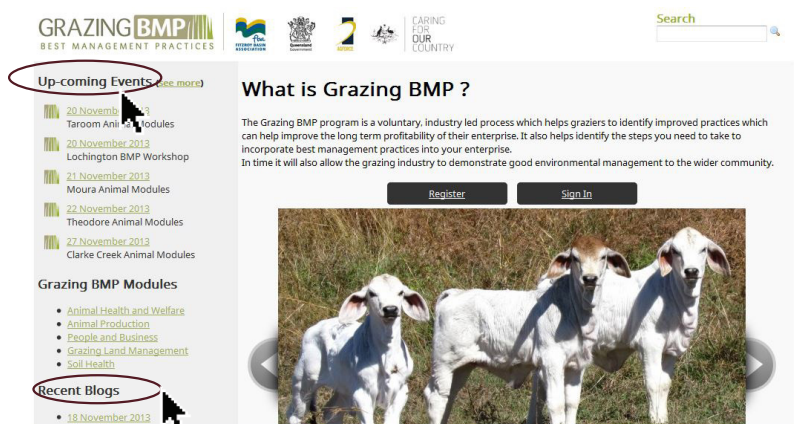 GRAZING BMP
BEST MANAGEMENT PRACTICES
FITZROY BASIN
ASSOCIATION
Queensland
Government
AGFORCE
CARING
FOR
OUR
COUNTRY
Search
Up-coming Events (see more)
20 November 2013
Taroom Animal Modules
20 November 2013
Lochington BMP Workshop
21 November 2013
Moura Animal Modules
22 November 2013
Theodore Animal Modules
27 November 2013
Clarke Creek Animal Modules
Grazing BMP Modules
• Animal Health and Welfare
• Animal Production
• People and Business
• Grazing Land Management
• Soil Health
Recent Blogs
• 18 November 2013
What is Grazing BMP ?
The Grazing BMP program is a voluntary, industry led process which helps graziers to identify improved practices which
can help improve the long term profitability of their enterprise. It also helps identify the steps you need to take to
incorporate best management practices into your enterprise.
In time it will also allow the grazing industry to demonstrate good environmental management to the wider community.
Register
Sign In